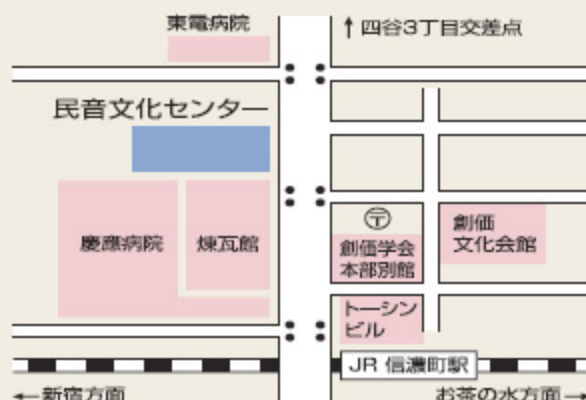 東電病院
↑四谷3丁目交差点
民音文化センター
慶應病院
煉瓦館
〒
創価学会
本部別館
創価
文化会館
トーシン
ビル
JR 信濃町駅
←新宿方面
お茶の水方面→